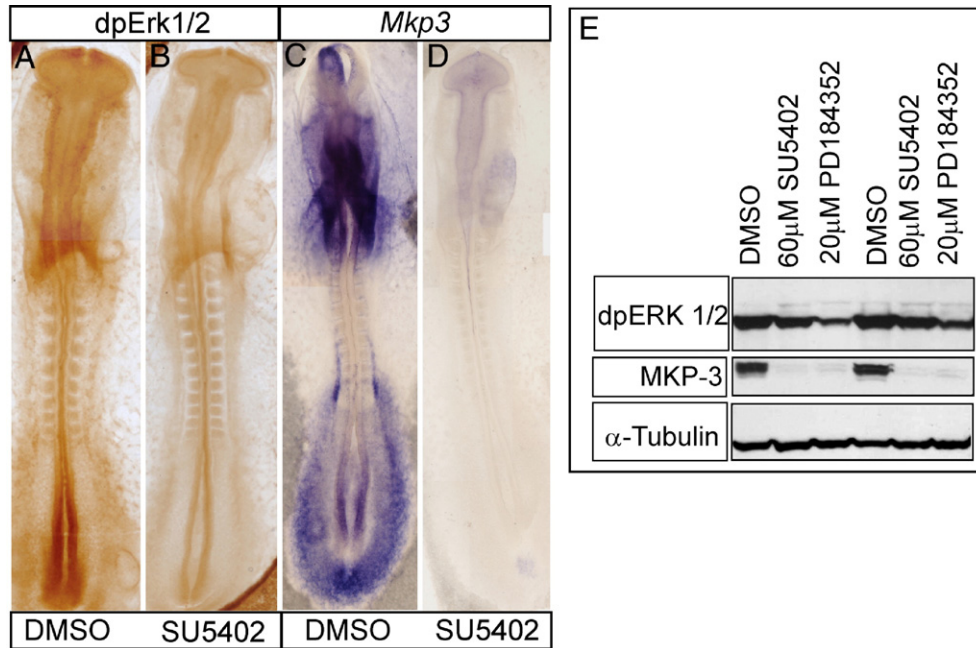 dpErk1/2 Mkp3
A B C D
DMSO SU5402 DMSO SU5402
E
DMSO
60μM SU5402
20μM PD184352
DMSO
60μM SU5402
20μM PD184352
dpERK 1/2
MKP-3
α-Tubulin